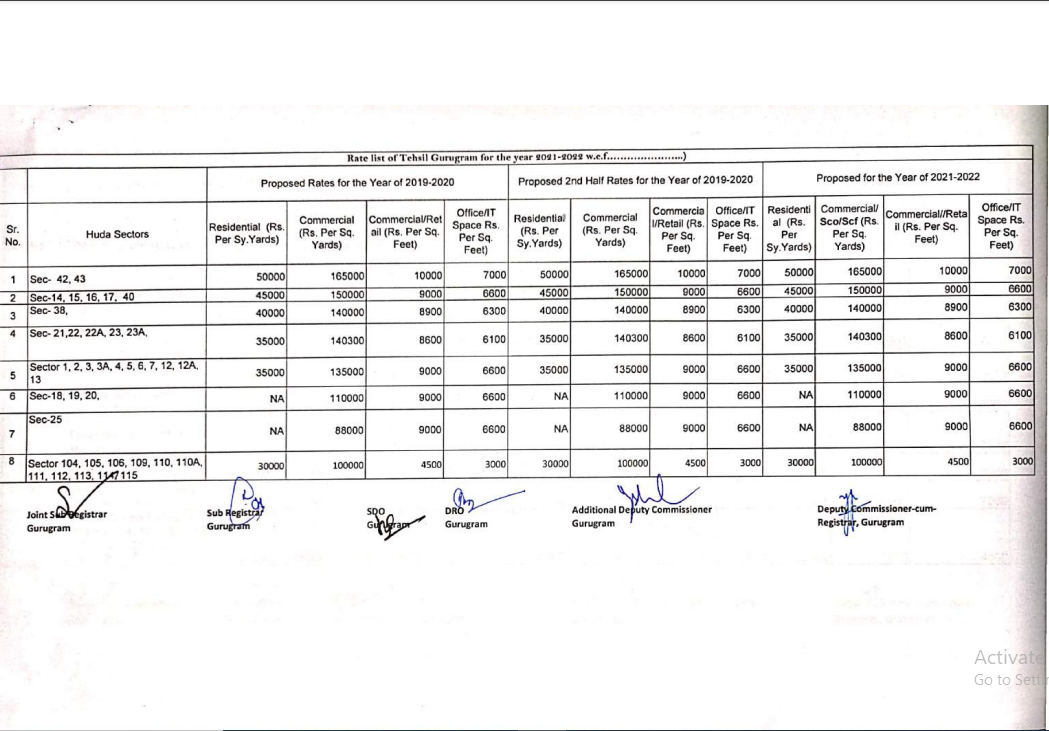 Rate list of Tehsil Gurugram for the year 2021-2022 w.e.f.......................)
Proposed Rates for the Year of 2019-2020 Proposed 2nd Half Rates for the Year of 2019-2020 Proposed for the Year of 2021-2022
Sr. No. Huda Sectors Residential (Rs. Per Sy.Yards) Commercial (Rs. Per Sq. Yards) Commercial/Retail (Rs. Per Sq. Feet) Office/IT Space Rs. Per Sq. Feet) Residential (Rs. Per Sy.Yards) Commercial (Rs. Per Sq. Yards) Commercial/Retail (Rs. Per Sq. Feet) Office/IT Space Rs. Per Sq. Feet) Residential (Rs. Per Sy.Yards) Commercial/Sco/Scf (Rs. Per Sq. Yards) Commercial//Retail (Rs. Per Sq. Feet) Office/IT Space Rs. Per Sq. Feet)
1 Sec- 42, 43 50000 165000 10000 7000 50000 165000 10000 7000 50000 165000 10000 7000
2 Sec-14, 15, 16, 17, 40 45000 150000 9000 6600 45000 150000 9000 6600 45000 150000 9000 6600
3 Sec- 38, 40000 140000 8900 6300 40000 140000 8900 6300 40000 140000 8900 6300
4 Sec- 21,22, 22A, 23, 23A, 35000 140300 8600 6100 35000 140300 8600 6100 35000 140300 8600 6100
5 Sector 1, 2, 3, 3A, 4, 5, 6, 7, 12, 12A, 13 35000 135000 9000 6600 35000 135000 9000 6600 35000 135000 9000 6600
6 Sec-18, 19, 20, NA 110000 9000 6600 NA 110000 9000 6600 NA 110000 9000 6600
7 Sec-25 NA 88000 9000 6600 NA 88000 9000 6600 NA 88000 9000 6600
8 Sector 104, 105, 106, 109, 110, 110A, 111, 112, 113, 115 30000 100000 4500 3000 30000 100000 4500 3000 30000 100000 4500 3000
Joint Sub Registrar
Gurugram
Sub Registrar
Gurugram
SDO
Gurugram
DRO
Gurugram
Additional Deputy Commissioner
Gurugram
Deputy Commissioner-cum-
Registrar, Gurugram
Activate
Go to Setti